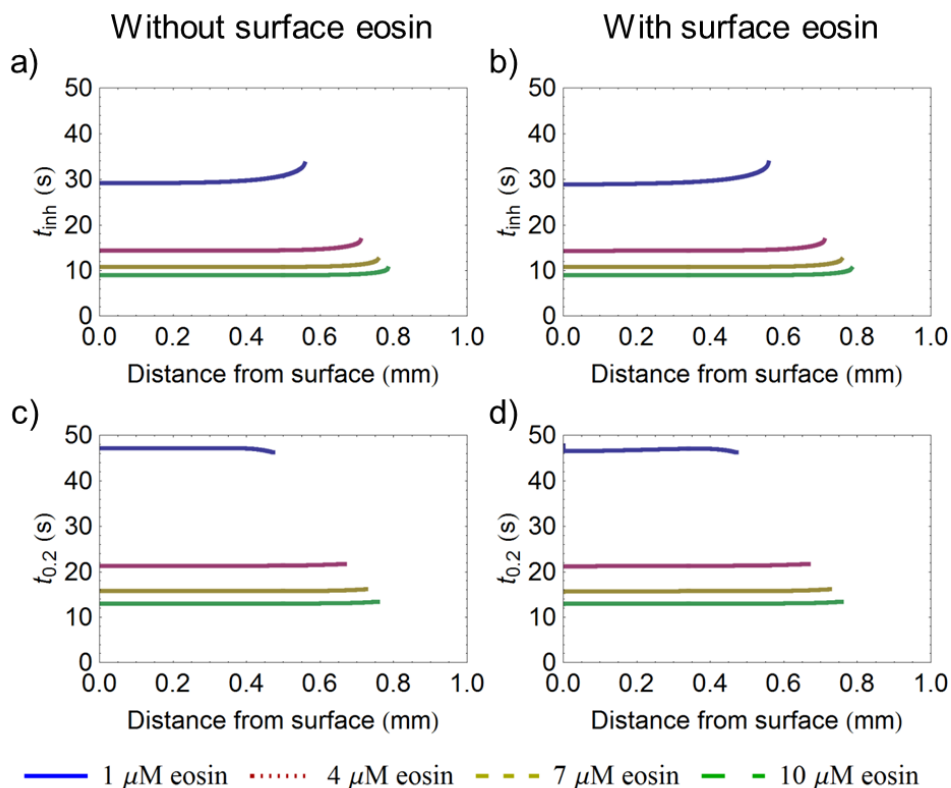 Without surface eosin
With surface eosin
a)
b)
50
40
30
20
10
0
t_inh (s)
0.0 0.2 0.4 0.6 0.8 1.0
Distance from surface (mm)
50
40
30
20
10
0
t_inh (s)
0.0 0.2 0.4 0.6 0.8 1.0
Distance from surface (mm)
c)
d)
50
40
30
20
10
0
t_0.2 (s)
0.0 0.2 0.4 0.6 0.8 1.0
Distance from surface (mm)
50
40
30
20
10
0
t_0.2 (s)
0.0 0.2 0.4 0.6 0.8 1.0
Distance from surface (mm)
1 μM eosin 4 μM eosin 7 μM eosin 10 μM eosin